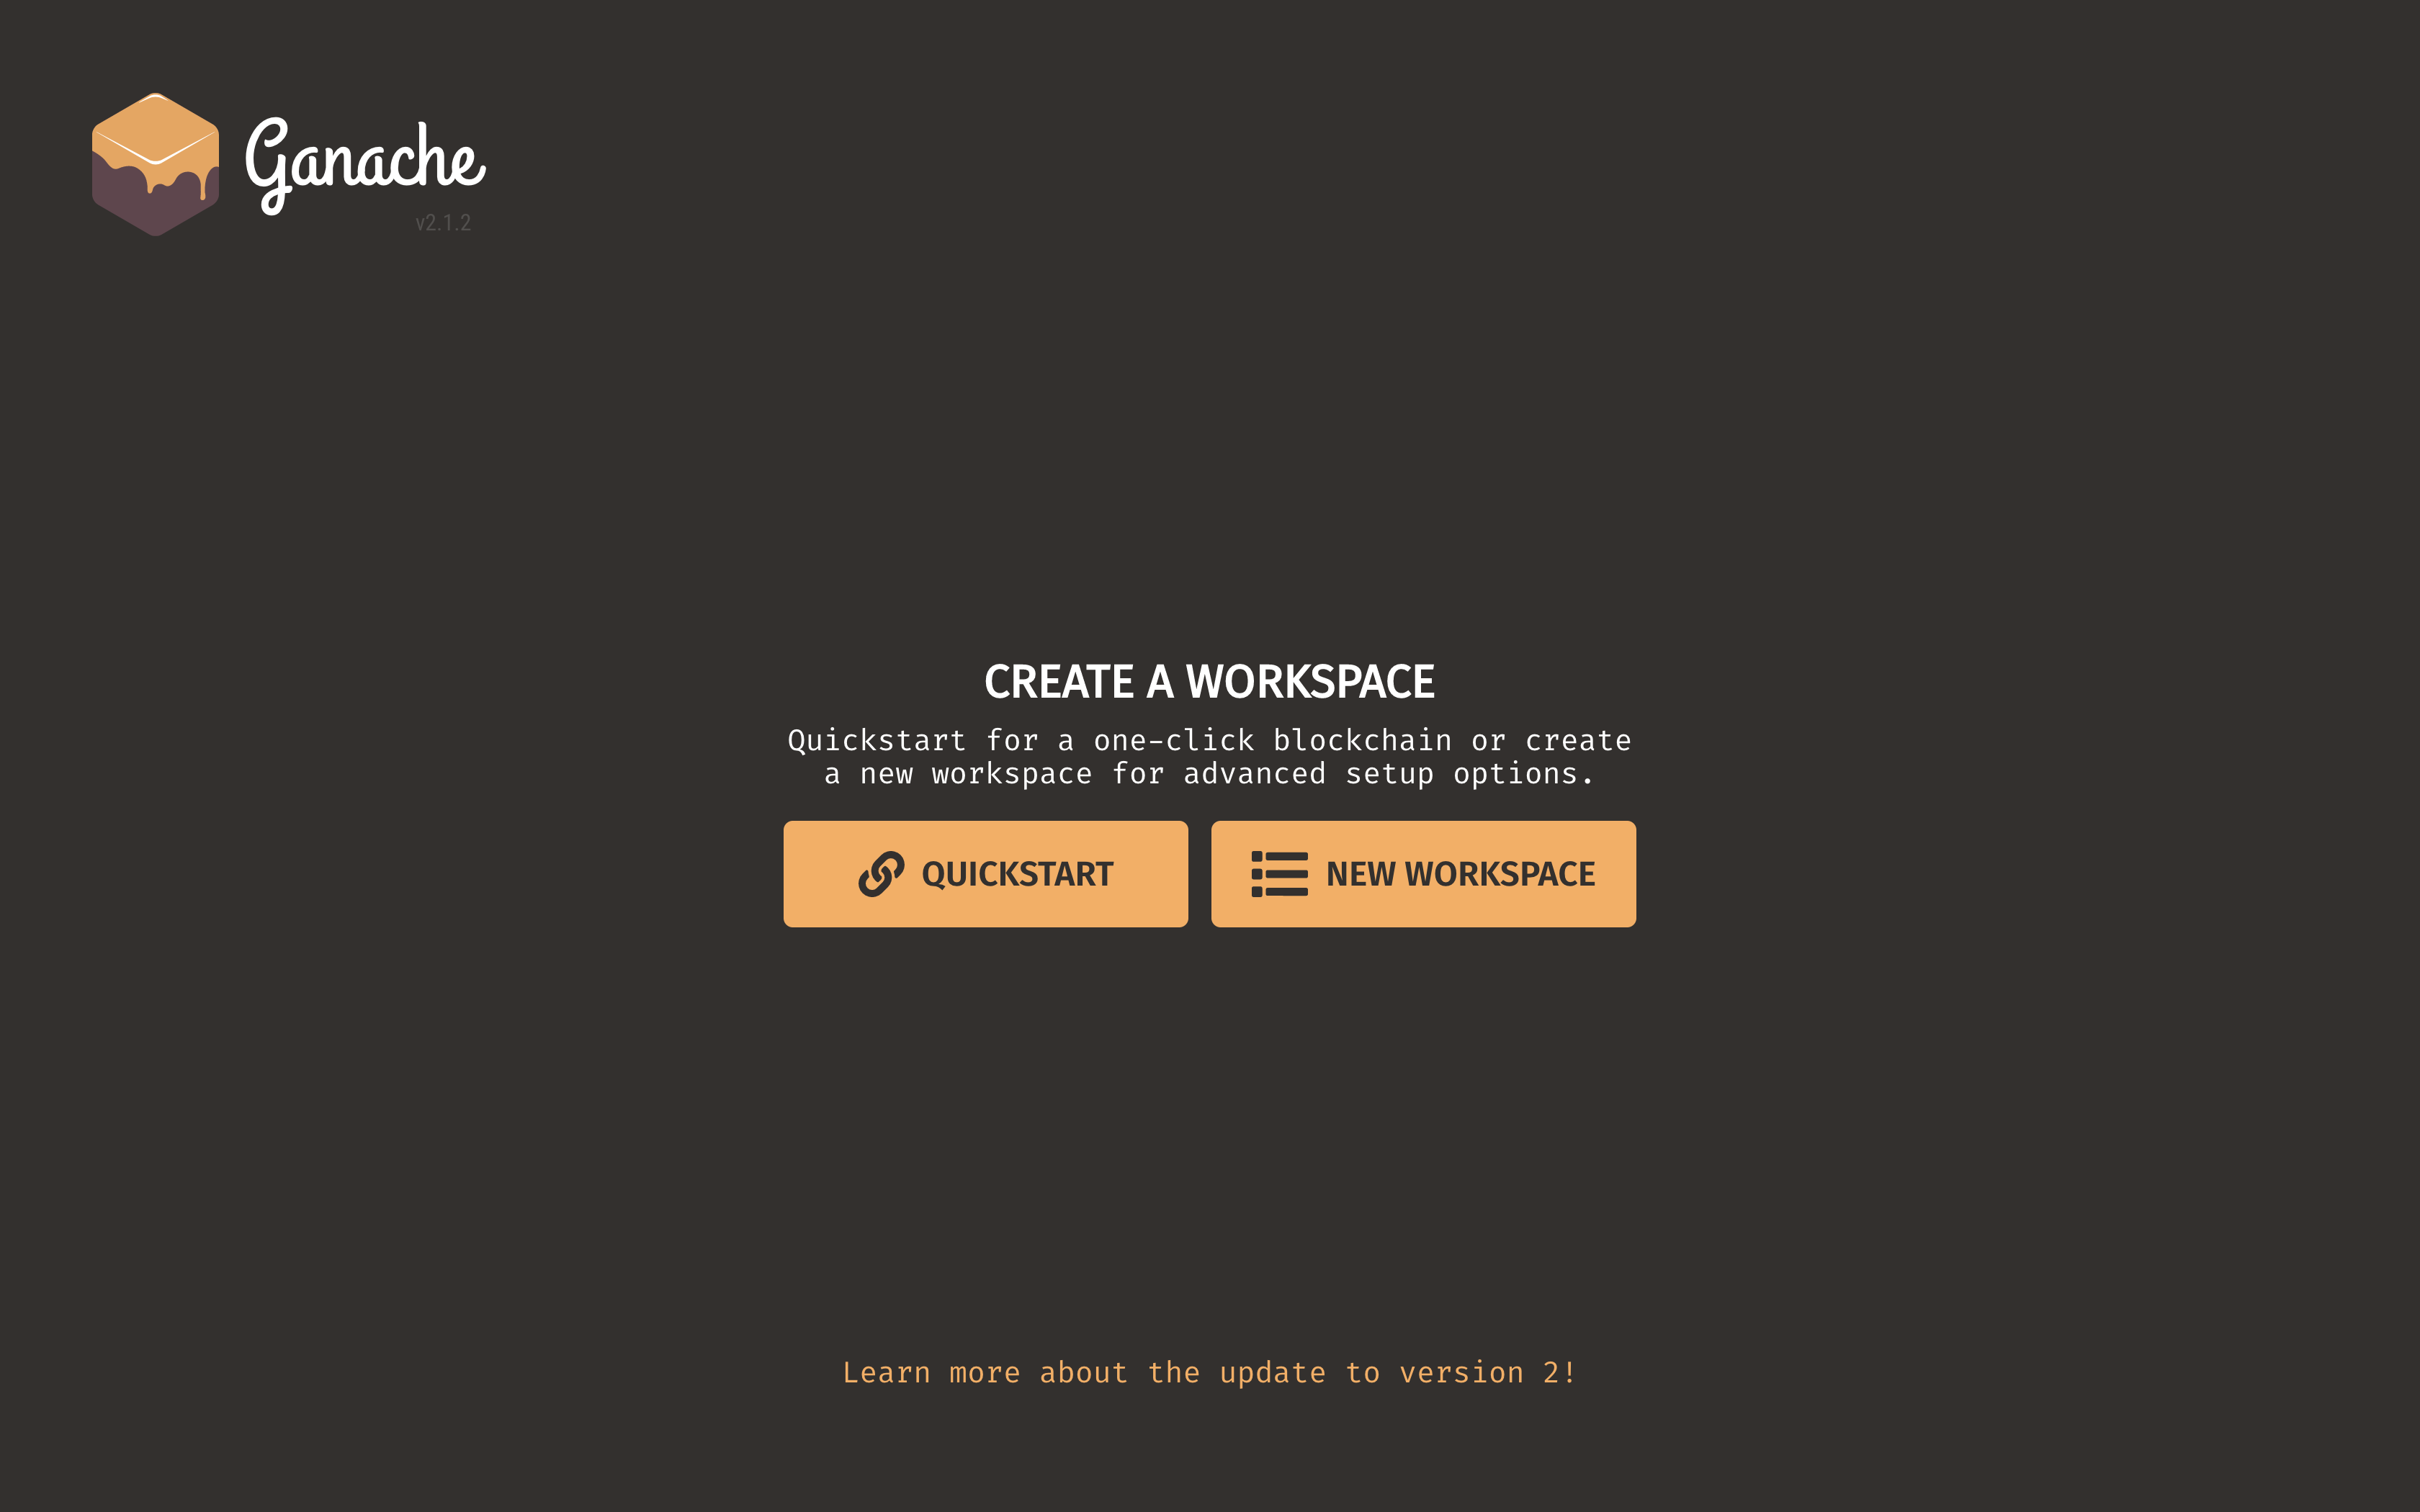 Ganache
v2.1.2
CREATE A WORKSPACE
Quickstart for a one-click blockchain or create
a new workspace for advanced setup options.
QUICKSTART
NEW WORKSPACE
Learn more about the update to version 2!